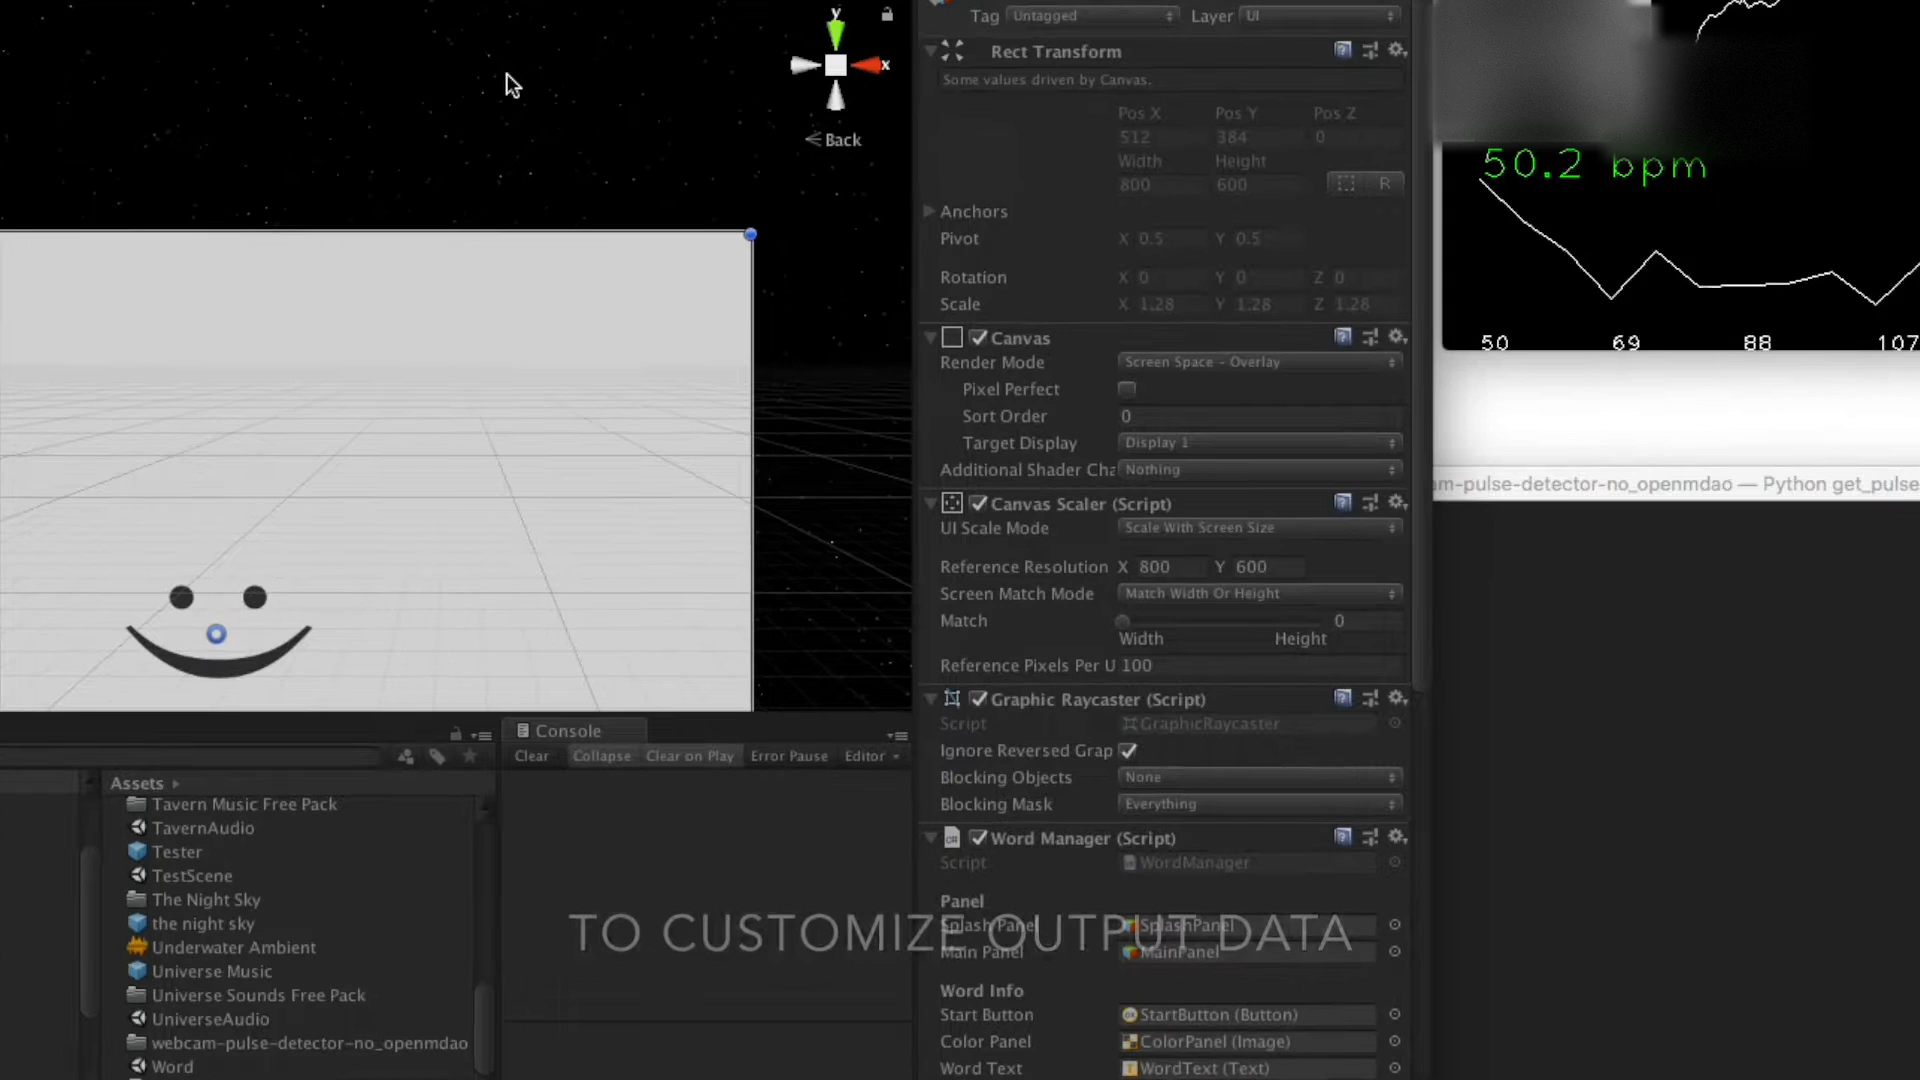 y
x
Back
Tag Untagged Layer UI
Rect Transform
Some values driven by Canvas.
Pos X Pos Y Pos Z
512 384 0
Width Height
800 600
R
Anchors
Pivot X 0.5 Y 0.5
Rotation X 0 Y 0 Z 0
Scale X 1.28 Y 1.28 Z 1.28
Canvas
Render Mode Screen Space - Overlay
Pixel Perfect
Sort Order 0
Target Display Display 1
Additional Shader Cha Nothing
Canvas Scaler (Script)
UI Scale Mode Scale With Screen Size
Reference Resolution X 800 Y 600
Screen Match Mode Match Width Or Height
Match 0
Width Height
Reference Pixels Per U 100
Graphic Raycaster (Script)
Script GraphicRaycaster
Ignore Reversed Grap
Blocking Objects None
Blocking Mask Everything
Word Manager (Script)
Script WordManager
Panel
Splash Panel SplashPanel
Main Panel MainPanel
Word Info
Start Button StartButton (Button)
Color Panel ColorPanel (Image)
Word Text WordText (Text)
50.2 bpm
50 69 88 107
am-pulse-detector-no_openmdao — Python get_pulse
Console
Clear Collapse Clear on Play Error Pause Editor
Assets
Tavern Music Free Pack
TavernAudio
Tester
TestScene
The Night Sky
the night sky
Underwater Ambient
Universe Music
Universe Sounds Free Pack
UniverseAudio
webcam-pulse-detector-no_openmdao
Word
TO CUSTOMIZE OUTPUT DATA